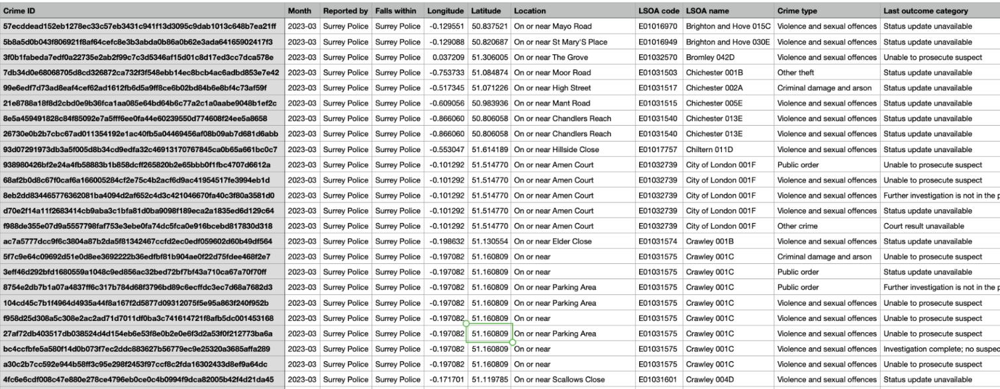 Crime ID Month Reported by Falls within Longitude Latitude Location LSOA code LSOA name Crime type Last outcome category
57ecddead152eb1278ec33c57eb3431c941f13d3095c9dab1013c648b7ea21ff 2023-03 Surrey Police Surrey Police -0.129551 50.837521 On or near Mayo Road E01016970 Brighton and Hove 015C Violence and sexual offences Status update unavailable
5b8a5d0b043f806921f8af64cefc8e3b3abda0b86a0b62e3ada64165902417f3 2023-03 Surrey Police Surrey Police -0.129088 50.820687 On or near St Mary'S Place E01016949 Brighton and Hove 030E Violence and sexual offences Status update unavailable
3f0b1fabeda7edf0a22735e2ab2f99c7c3d5346af15d01c8d17ed3cc7dca578e 2023-03 Surrey Police Surrey Police 0.037209 51.306005 On or near The Grove E01032570 Bromley 042D Violence and sexual offences Unable to prosecute suspect
7db34d0e68068705d8cd326872ca732f3f548ebb14ec8bcb4ac6adbd853e7e42 2023-03 Surrey Police Surrey Police -0.753733 51.084874 On or near Moor Road E01031503 Chichester 001B Other theft Status update unavailable
99e6edf7d73ad8eaf4cef62ad1612fb6d5a9ff8ce6b02bd84b6e8bf4c73af59f 2023-03 Surrey Police Surrey Police -0.517345 51.071226 On or near High Street E01031517 Chichester 002A Criminal damage and arson Status update unavailable
21e8788a18f8d2cbd0e9b36fca1aa085e64bd64b6c77a2c1a0aabe9048b1ef2c 2023-03 Surrey Police Surrey Police -0.609056 50.983936 On or near Mant Road E01031515 Chichester 005E Violence and sexual offences Status update unavailable
8e5a459491828c84f85092e7a5fff6ee0fa44e60239550d774608f24ee5a8658 2023-03 Surrey Police Surrey Police -0.866060 50.806058 On or near Chandlers Reach E01031540 Chichester 013E Violence and sexual offences Status update unavailable
26730e0b2b7cbc67ad011354192e1ac40fb5a04469456af08b09ab7d681d6abb 2023-03 Surrey Police Surrey Police -0.866060 50.806058 On or near Chandlers Reach E01031540 Chichester 013E Violence and sexual offences Status update unavailable
93d07291973db3a5f005d8b34cd9edfa32c46913170767845ca0b65a661bc0c7 2023-03 Surrey Police Surrey Police -0.553047 51.614189 On or near Hillside Close E01017757 Chiltern 011D Violence and sexual offences Status update unavailable
938980426bf2e24a4fb58883b1b858dcff265820b2e65bbb0f1fbc4707d6612a 2023-03 Surrey Police Surrey Police -0.101292 51.514770 On or near Amen Court E01032739 City of London 001F Public order Unable to prosecute suspect
68af2b0d8c67f0caf6a166005284cf2e75c4b2acf6d9ac41954517fe3994eb1d 2023-03 Surrey Police Surrey Police -0.101292 51.514770 On or near Amen Court E01032739 City of London 001F Violence and sexual offences Unable to prosecute suspect
8eb2dd834465776362081ba4094d2af652c4d3c421046670fa40c3f80a3581d0 2023-03 Surrey Police Surrey Police -0.101292 51.514770 On or near Amen Court E01032739 City of London 001F Violence and sexual offences Further investigation is not in the p
d70e2f14a11f2683414cb9aba3c1bfa81d0ba9098f189eca2a1835ed6d129c64 2023-03 Surrey Police Surrey Police -0.101292 51.514770 On or near Amen Court E01032739 City of London 001F Violence and sexual offences Status update unavailable
f988de355e07d9a5557798faf753e3ebe0fa74dc5fca0e916bcebd817830d318 2023-03 Surrey Police Surrey Police -0.101292 51.514770 On or near Amen Court E01032739 City of London 001F Other crime Court result unavailable
ac7a5777dcc9f6c3804a87b2da5f81342467ccfd2ec0edf059602d60b49df564 2023-03 Surrey Police Surrey Police -0.198632 51.130554 On or near Elder Close E01031574 Crawley 001B Violence and sexual offences Status update unavailable
5f7c9e64c09692d51e0d8ee3692222b36edfbf81b904ae0f22d75fdee468f2e7 2023-03 Surrey Police Surrey Police -0.197082 51.160809 On or near E01031575 Crawley 001C Criminal damage and arson Unable to prosecute suspect
3eff46d292bfd1680559a1048c9ed856ac32bed72bf7bf43a710ca67a70f70ff 2023-03 Surrey Police Surrey Police -0.197082 51.160809 On or near E01031575 Crawley 001C Public order Status update unavailable
8754e2db7b1a07a4837ff6c317b784d68f3796bd89c6ecffdc3ec7d68a7682d3 2023-03 Surrey Police Surrey Police -0.197082 51.160809 On or near Parking Area E01031575 Crawley 001C Public order Further investigation is not in the p
104cd45c7b1f4964d4935a44f8a167f2d5877d09312075f5e95a863f240f952b 2023-03 Surrey Police Surrey Police -0.197082 51.160809 On or near Parking Area E01031575 Crawley 001C Violence and sexual offences Unable to prosecute suspect
f958d25d308a5c308e2ac2ad71d7011df0ba3c741614721f8afb5dc001453168 2023-03 Surrey Police Surrey Police -0.197082 51.160809 On or near E01031575 Crawley 001C Violence and sexual offences Unable to prosecute suspect
27af72db403517db038524d4d154eb6e53f8e0b2e0e6f3d2a53f0f212773ba6a 2023-03 Surrey Police Surrey Police -0.197082 51.160809 On or near Parking Area E01031575 Crawley 001C Violence and sexual offences Unable to prosecute suspect
bc4ccfbfe5a580f14d0b073f7ec2ddc883627b56779ec9e25320a3685affa289 2023-03 Surrey Police Surrey Police -0.197082 51.160809 On or near E01031575 Crawley 001C Violence and sexual offences Investigation complete; no suspec
a30c2b7cc592e944b58ff3c95e298f2453f97ccf8c2fda16302433d8ef9a64dc 2023-03 Surrey Police Surrey Police -0.197082 51.160809 On or near E01031575 Crawley 001C Violence and sexual offences Unable to prosecute suspect
4fc6e6cdf008c47e880e278ce4796eb0ce0c4b0994f9dca82005b42f4d21da45 2023-03 Surrey Police Surrey Police -0.171701 51.119785 On or near Scallows Close E01031601 Crawley 004D Violence and sexual offences Status update unavailable